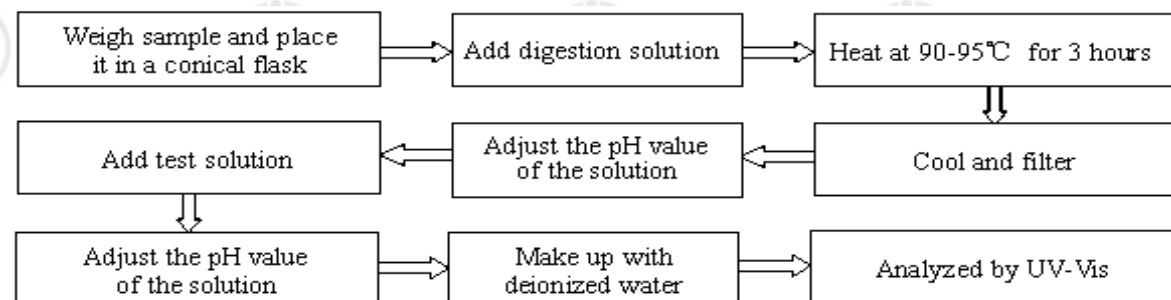 Weigh sample and place
it in a conical flask
Add digestion solution
Heat at 90-95℃ for 3 hours
Cool and filter
Adjust the pH value
of the solution
Add test solution
Adjust the pH value
of the solution
Make up with
deionized water
Analyzed by UV-Vis